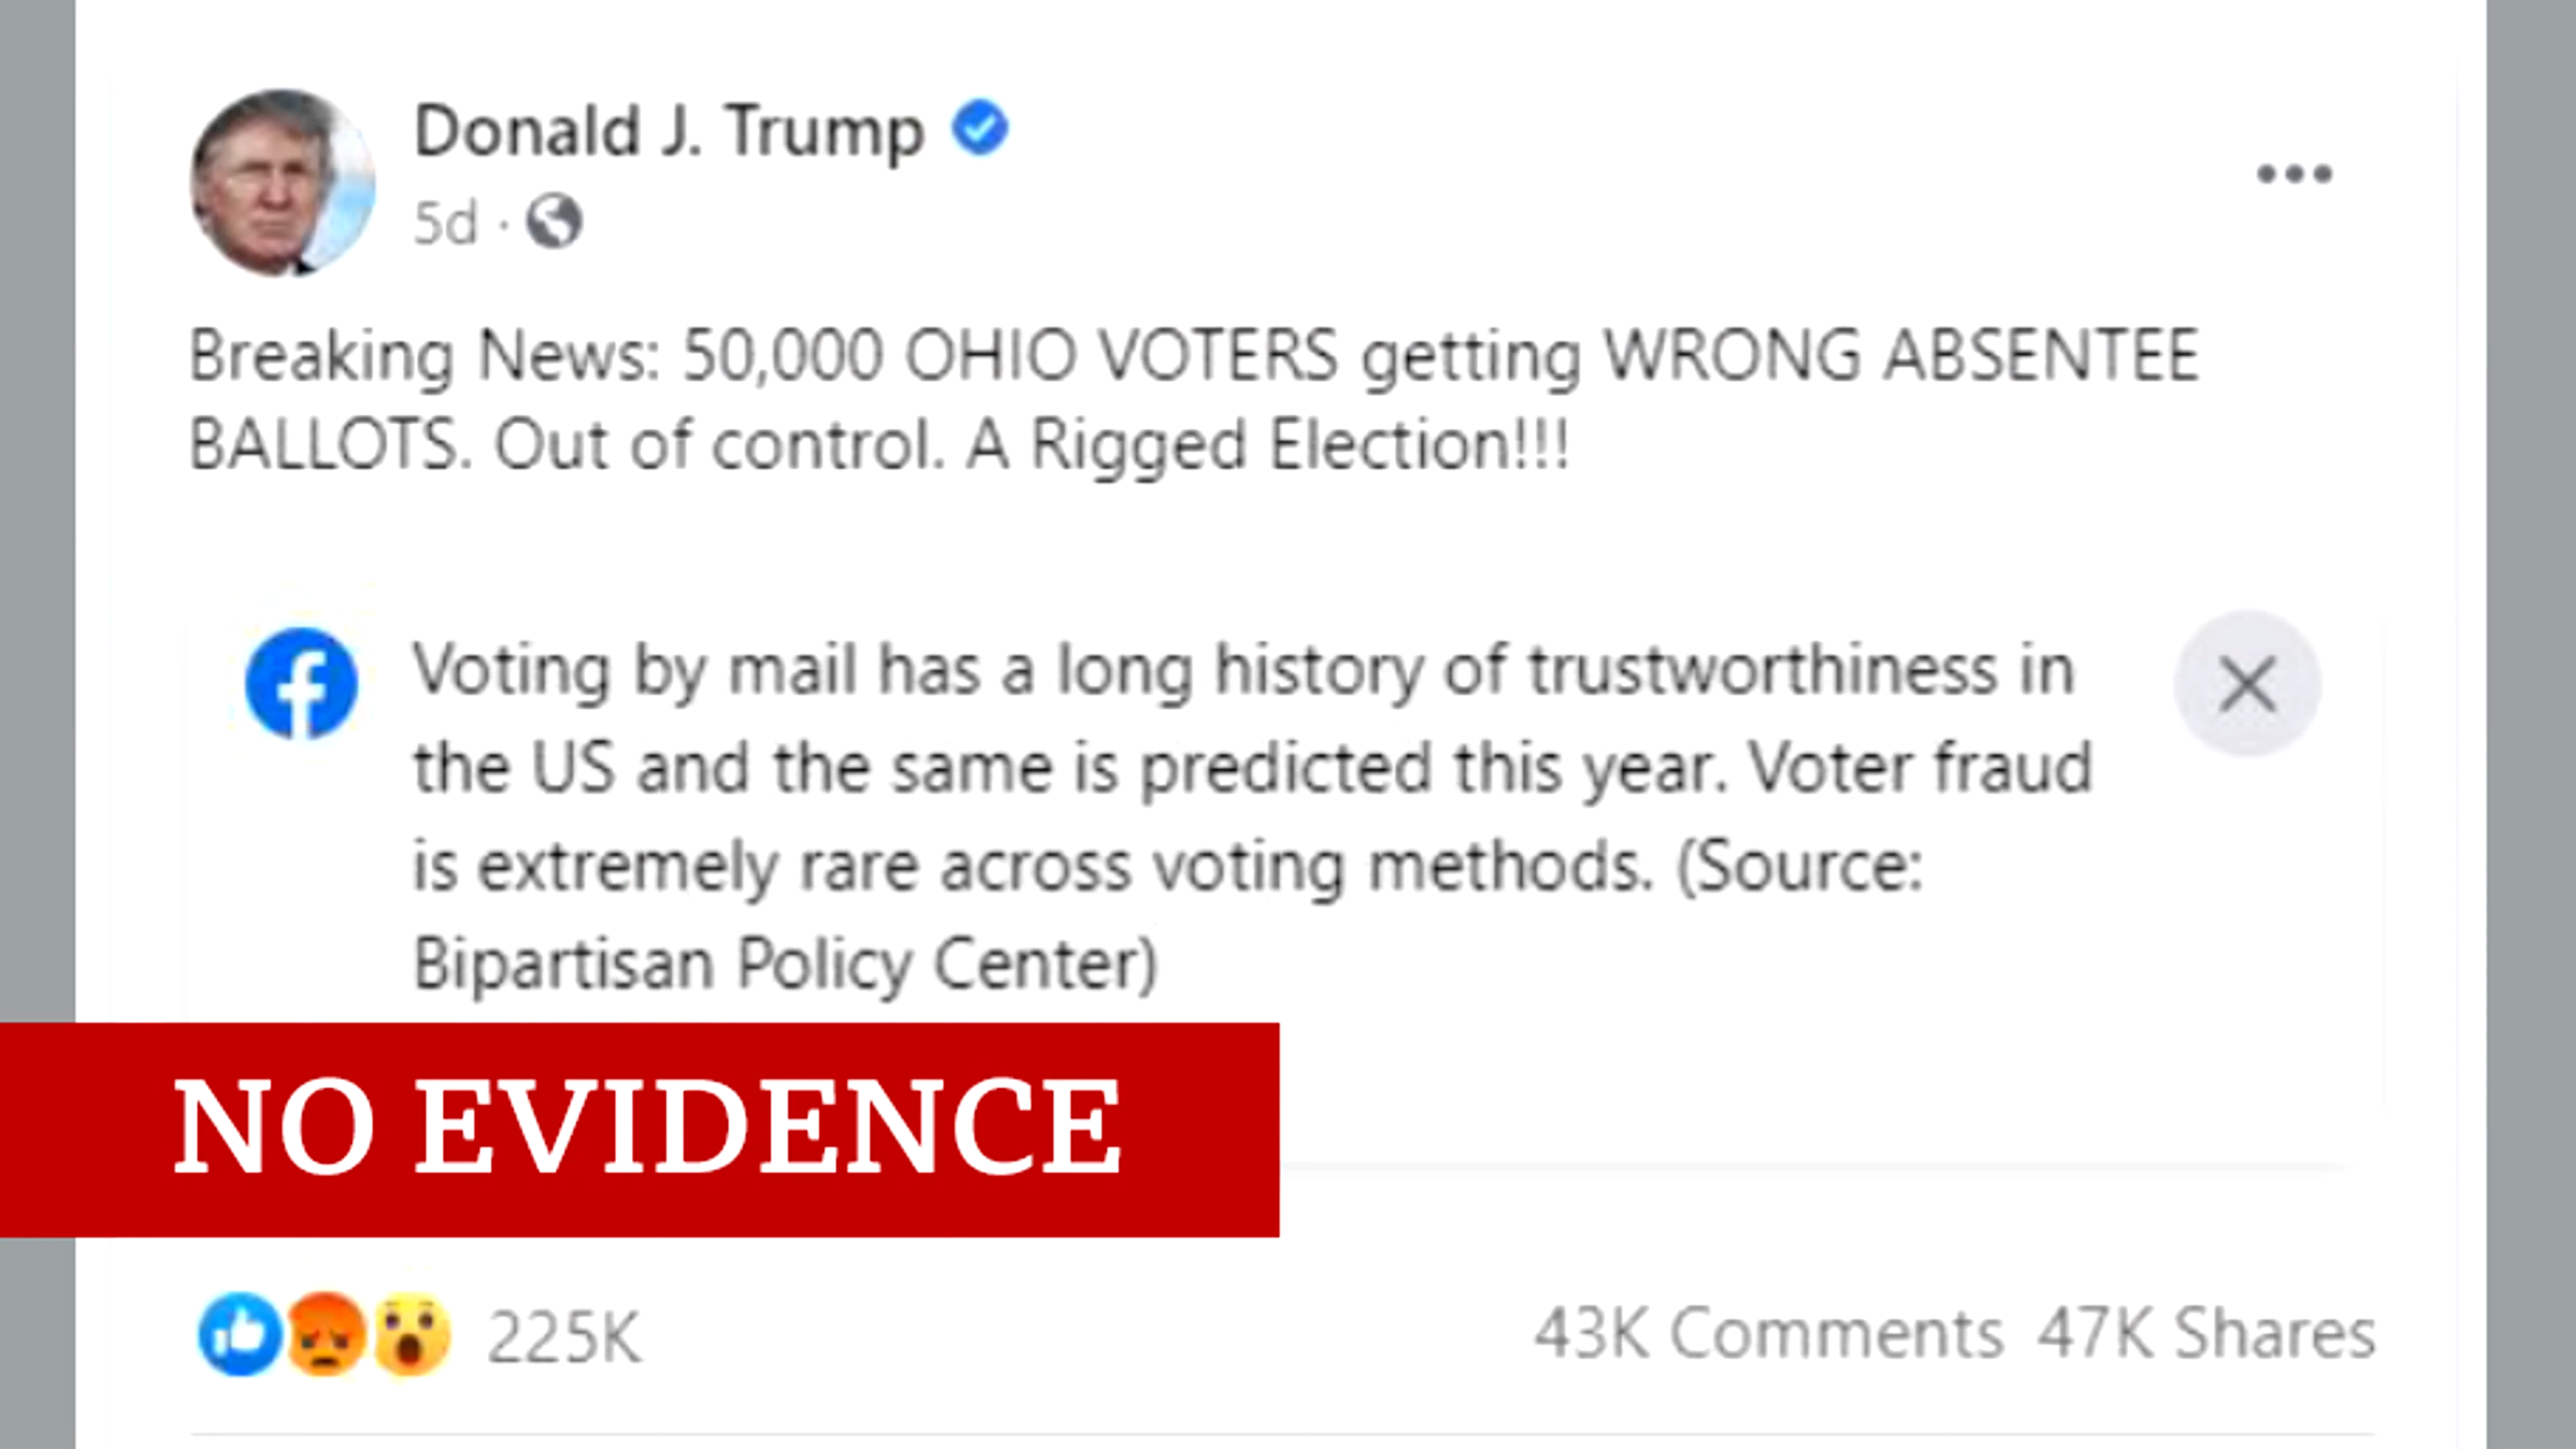 Donald J. Trump
5d ·
Breaking News: 50,000 OHIO VOTERS getting WRONG ABSENTEE
BALLOTS. Out of control. A Rigged Election!!!
Voting by mail has a long history of trustworthiness in
the US and the same is predicted this year. Voter fraud
is extremely rare across voting methods. (Source:
Bipartisan Policy Center)
NO EVIDENCE
225K
43K Comments 47K Shares